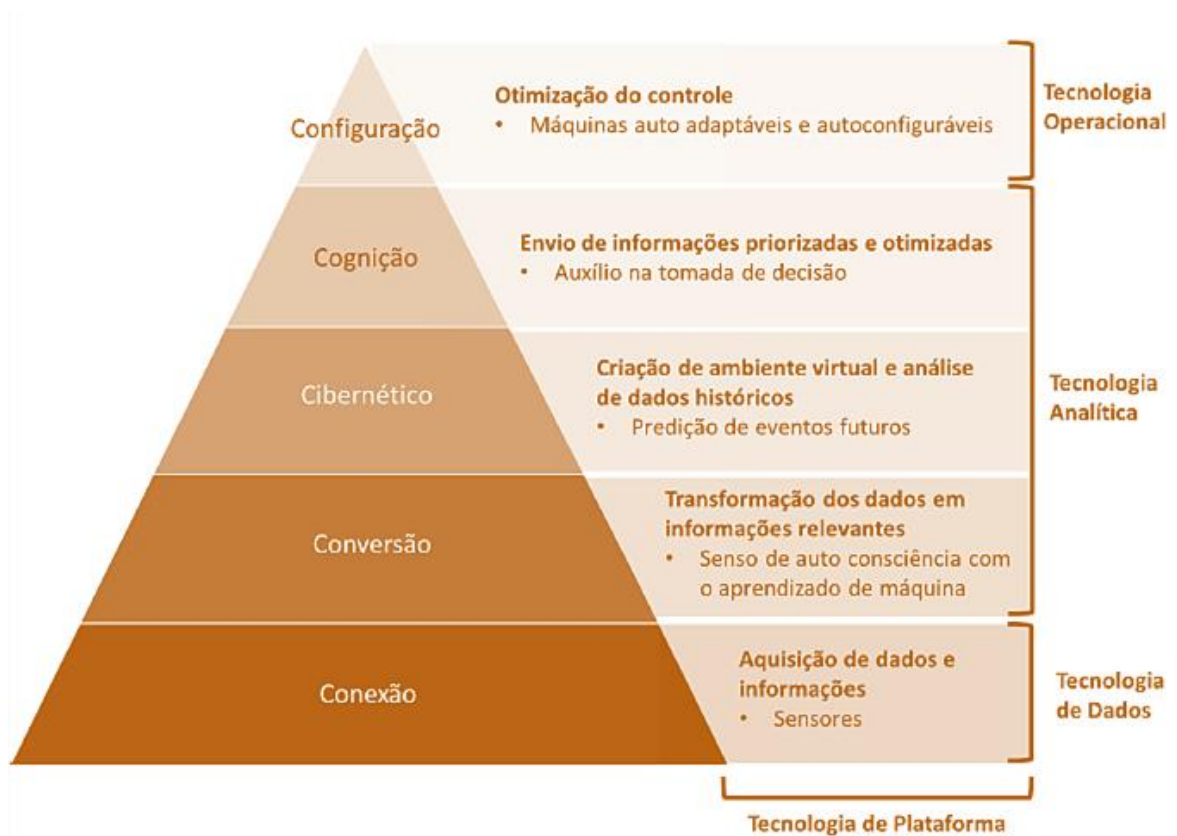 Configuração
Otimização do controle
• Máquinas auto adaptáveis e autoconfiguráveis
Tecnologia
Operacional
Cognição
Envio de informações priorizadas e otimizadas
• Auxílio na tomada de decisão
Cibernético
Criação de ambiente virtual e análise
de dados históricos
• Predição de eventos futuros
Tecnologia
Analítica
Conversão
Transformação dos dados em
informações relevantes
• Senso de auto consciência com
o aprendizado de máquina
Conexão
Aquisição de dados e
informações
• Sensores
Tecnologia
de Dados
Tecnologia de Plataforma